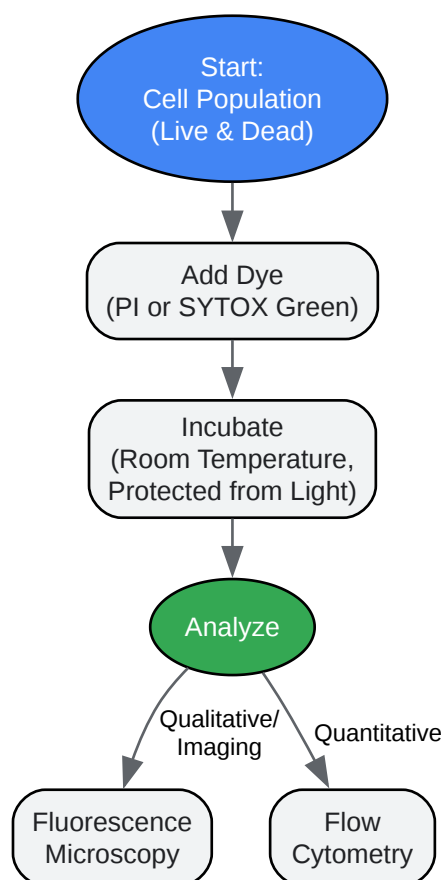 Start:
Cell Population
(Live & Dead)
Add Dye
(PI or SYTOX Green)
Incubate
(Room Temperature,
Protected from Light)
Analyze
Qualitative/
Imaging
Quantitative
Fluorescence
Microscopy
Flow
Cytometry